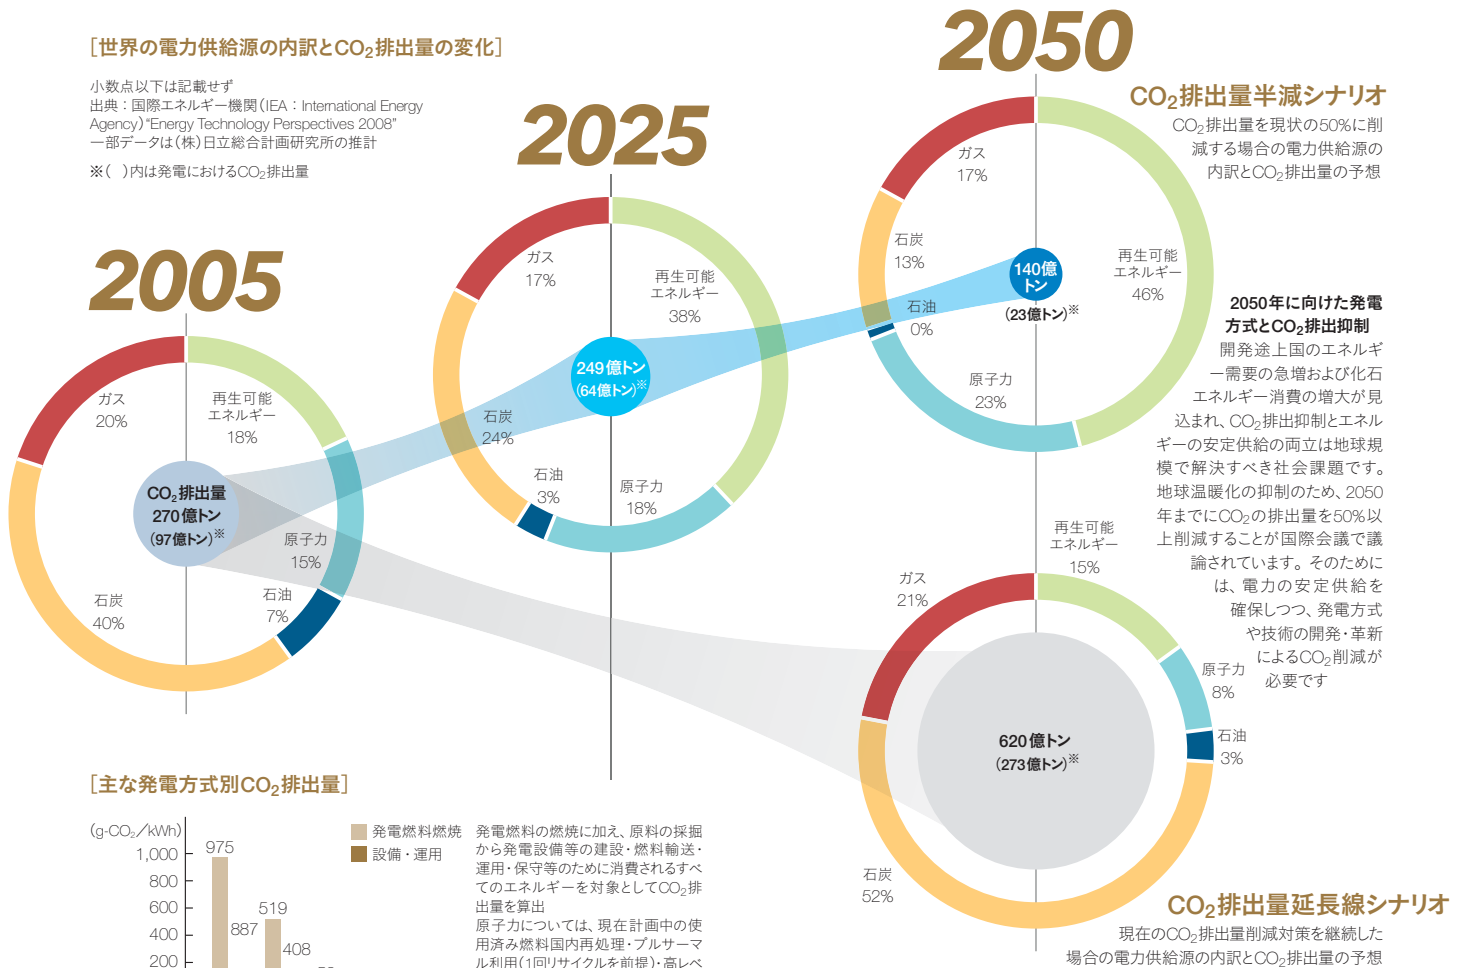 [世界の電力供給源の内訳とCO₂排出量の変化]
小数点以下は記載せず
出典：国際エネルギー機関（IEA：International Energy
Agency）“Energy Technology Perspectives 2008”
一部データは（株）日立総合計画研究所の推計
※（　）内は発電におけるCO₂排出量
2005
ガス
20%
再生可能
エネルギー
18%
CO₂排出量
270億トン
（97億トン）※
原子力
15%
石油
7%
石炭
40%
2025
ガス
17%
再生可能
エネルギー
38%
249億トン
（64億トン）※
石炭
24%
石油
3%
原子力
18%
2050
CO₂排出量半減シナリオ
CO₂排出量を現状の50%に削
減する場合の電力供給源の
内訳とCO₂排出量の予想
ガス
17%
石炭
13%
再生可能
エネルギー
46%
140億
トン
（23億トン）※
石油
0%
原子力
23%
2050年に向けた発電
方式とCO₂排出抑制
開発途上国のエネルギ
ー需要の急増および化石
エネルギー消費の増大が見
込まれ、CO₂排出抑制とエネル
ギーの安定供給の両立は地球規
模で解決すべき社会課題です。
地球温暖化の抑制のため、2050
年までにCO₂の排出量を50%以
上削減することが国際会議で議
論されています。そのために
は、電力の安定供給を
確保しつつ、発電方式
や技術の開発・革新
によるCO₂削減が
必要です
再生可能
エネルギー
15%
ガス
21%
原子力
8%
石油
3%
620億トン
（273億トン）※
石炭
52%
CO₂排出量延長線シナリオ
現在のCO₂排出量削減対策を継続した
場合の電力供給源の内訳とCO₂排出量の予想
[主な発電方式別CO₂排出量]
（g-CO₂／kWh）
1,000
800
600
400
200
975
887
519
408
発電燃料燃焼
設備・運用
発電燃料の燃焼に加え、原料の採掘
から発電設備等の建設・燃料輸送・
運用・保守等のために消費されるすべ
てのエネルギーを対象としてCO₂排
出量を算出
原子力については、現在計画中の使
用済み燃料国内再処理・プルサーマ
ル利用（1回リサイクルを前提）・高レベ